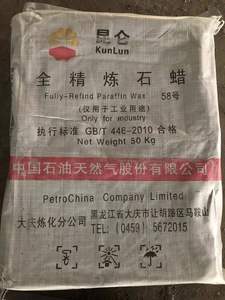 昆仑
KunLun
全精炼石蜡
Fully-Refind Paraffin Wax 58号
(仅用于工业用途)
Only for industry
执行标准 GB/T 446-2010 合格
Net Weight 50 Kg
中国石油天然气股份有限公司
PetroChina Company Limited
大庆炼化分公司
黑龙江省大庆市让胡路区马鞍山
TEL: (0459) 5672015